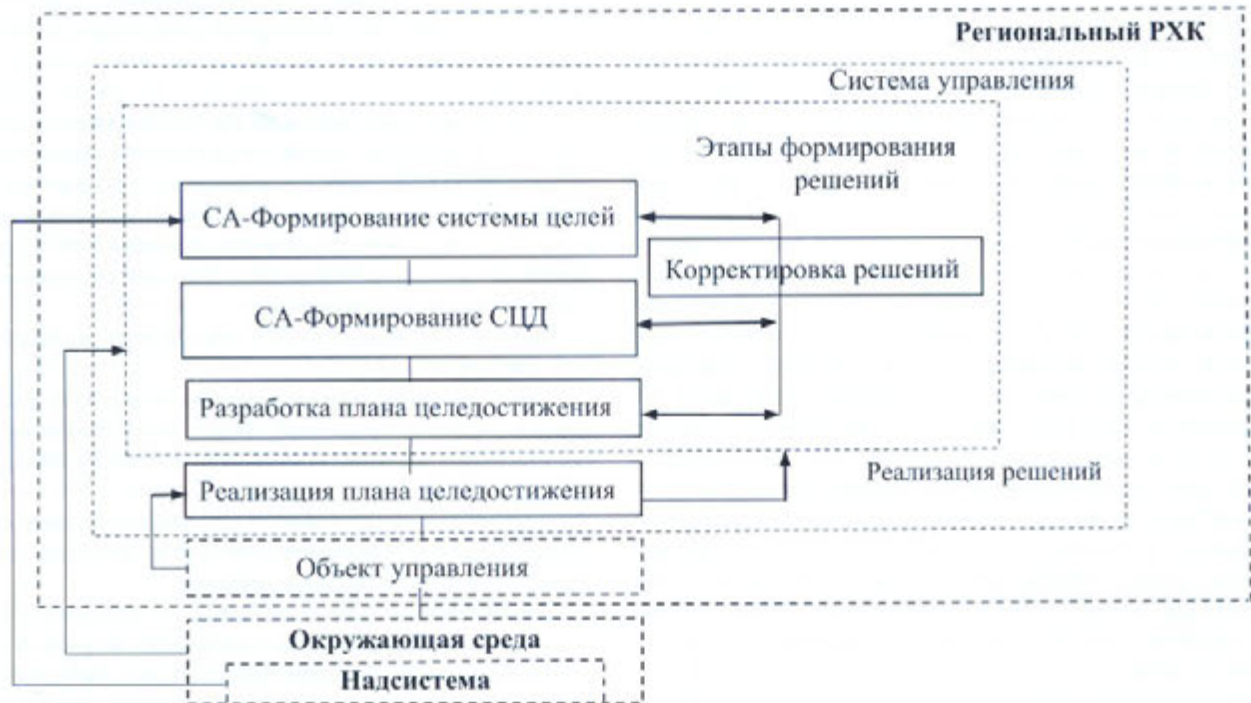 Региональный РХК
Система управления
Этапы формирования
решений
СА-Формирование системы целей
Корректировка решений
СА-Формирование СЦД
Разработка плана целедостижения
Реализация решений
Реализация плана целедостижения
Объект управления
Окружающая среда
Надсистема